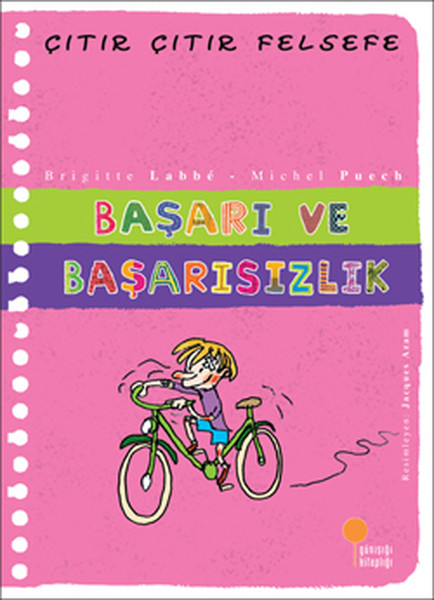 ÇITIR ÇITIR FELSEFE
Brigitte Labbé - Michel Puech
BAŞARI VE
BAŞARISIZLIK
Resimleyen: Jacques Azam
günışığı
kitaplığı